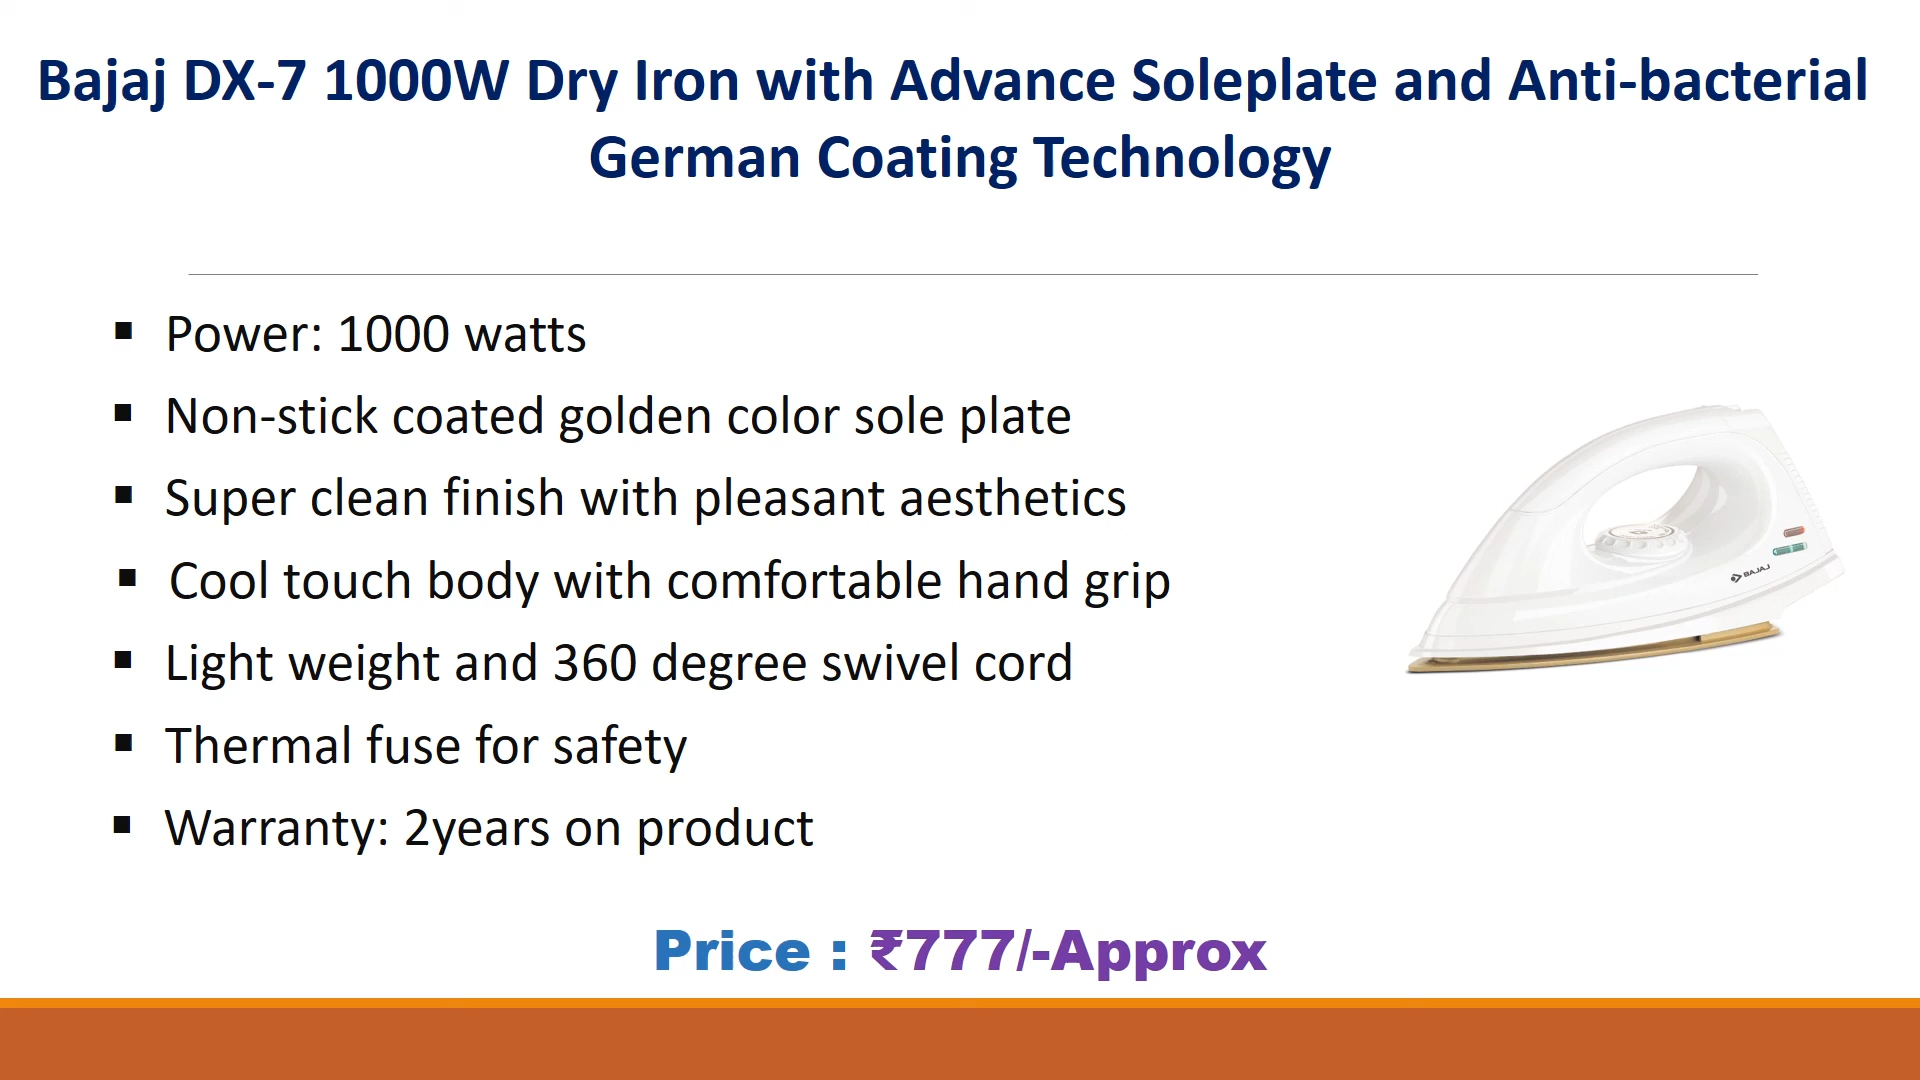 Bajaj DX-7 1000W Dry Iron with Advance Soleplate and Anti-bacterial
German Coating Technology
▪ Power: 1000 watts
▪ Non-stick coated golden color sole plate
▪ Super clean finish with pleasant aesthetics
▪ Cool touch body with comfortable hand grip
▪ Light weight and 360 degree swivel cord
▪ Thermal fuse for safety
▪ Warranty: 2years on product
BAJAJ
Price : ₹777/-Approx